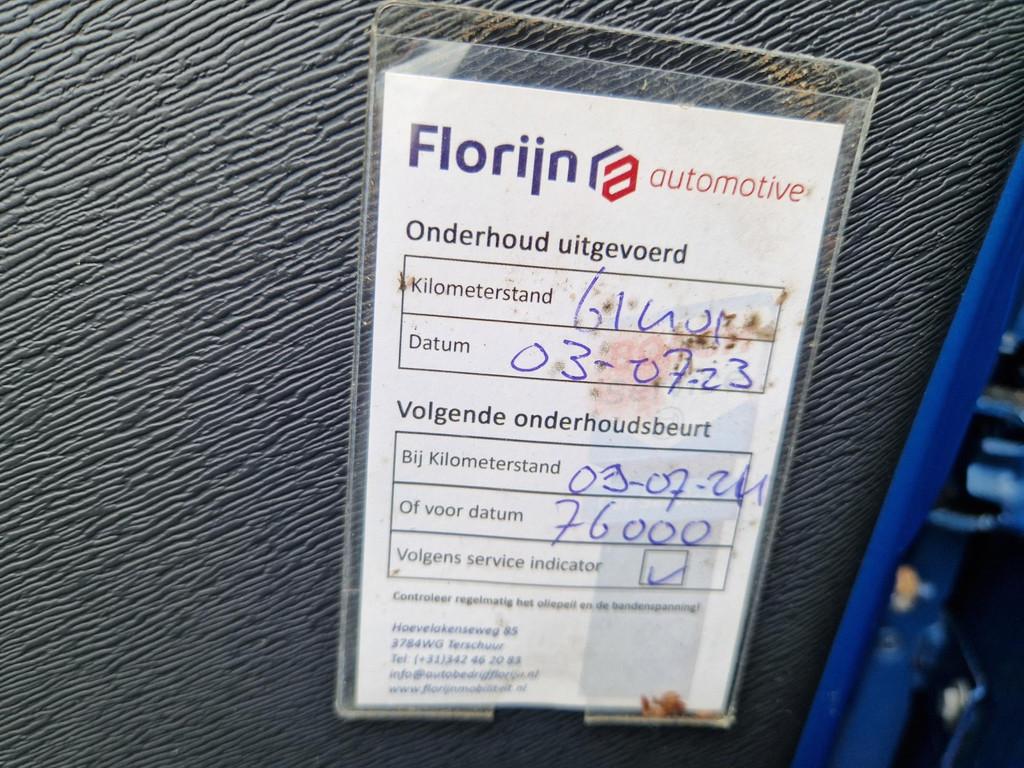 Florijn automotive
Onderhoud uitgevoerd
Kilometerstand
Datum 03-07-23
Volgende onderhoudsbeurt
Bij Kilometerstand 03-07-24
Of voor datum 76000
Volgens service indicator
Controleer regelmatig het oliepeil en de bandenspanning!
Hoevelakenseweg 85
3784WG Terschuur
Tel: (+31)342 46 20 83
info@autobedrijfflorijn.nl
www.florijnmobiliteit.nl